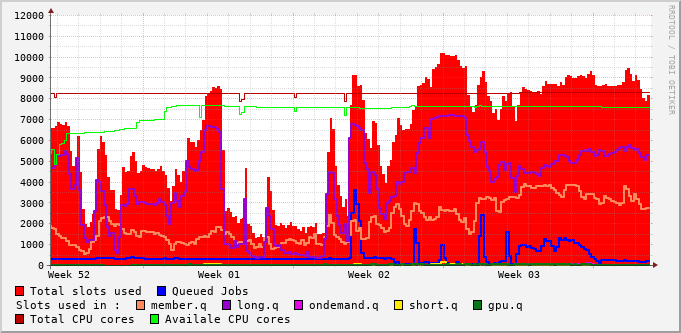 12000
11000
10000
9000
8000
7000
6000
5000
4000
3000
2000
1000
0
Week 52 Week 01 Week 02 Week 03
RRDTOOL / TOBI OETIKER
Total slots used Queued Jobs
Slots used in : member.q long.q ondemand.q short.q gpu.q
Total CPU cores Availale CPU cores